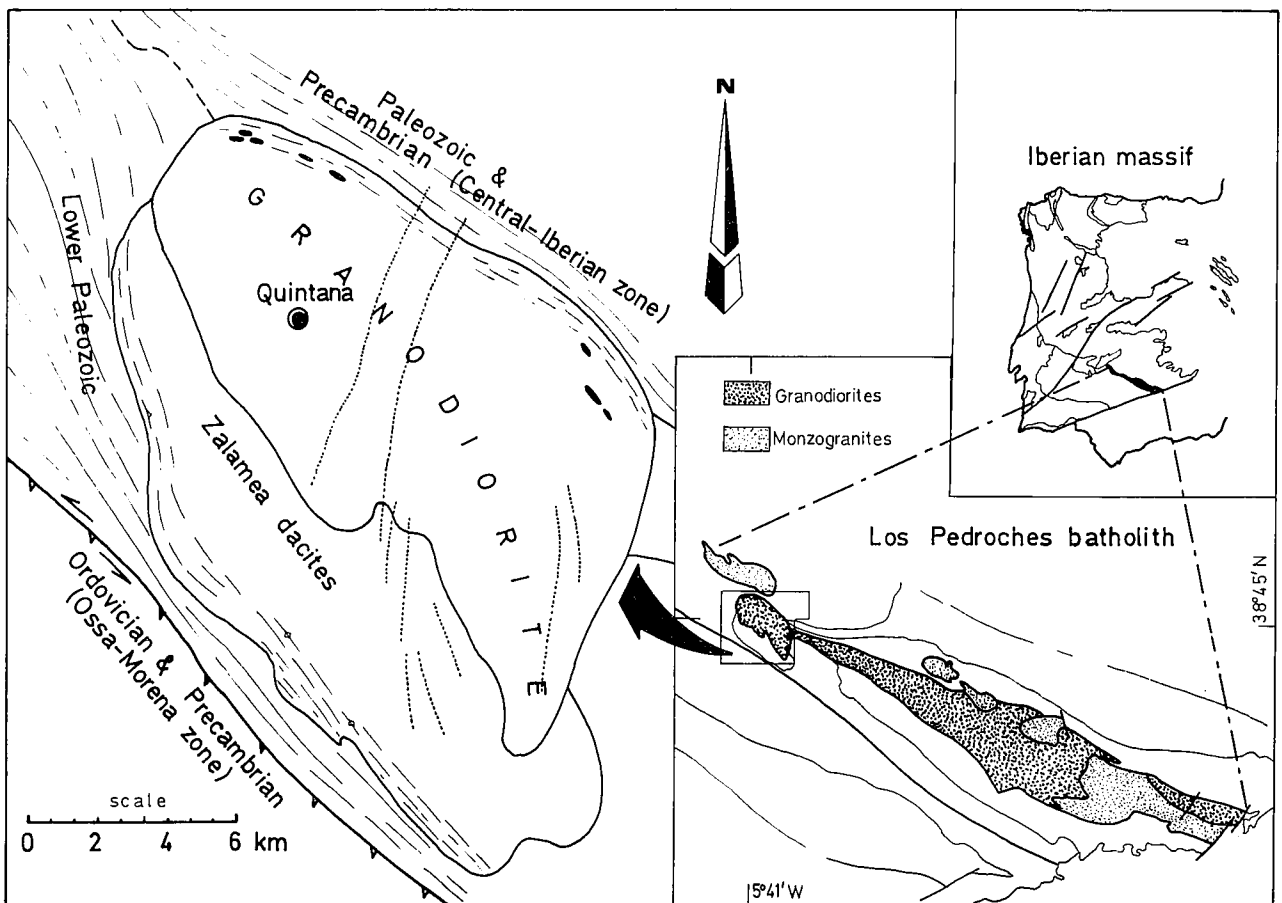 Paleozoic &
Precambrian (Central-Iberian zone)
Lower Paleozoic
GRANODIORITE
Quintana
Zalamea dacites
Ordovician & Precambrian
(Ossa-Morena zone)
scale
0 2 4 6 km
N
Iberian massif
Granodiorites
Monzogranites
Los Pedroches batholith
38°45'N
5°41'W